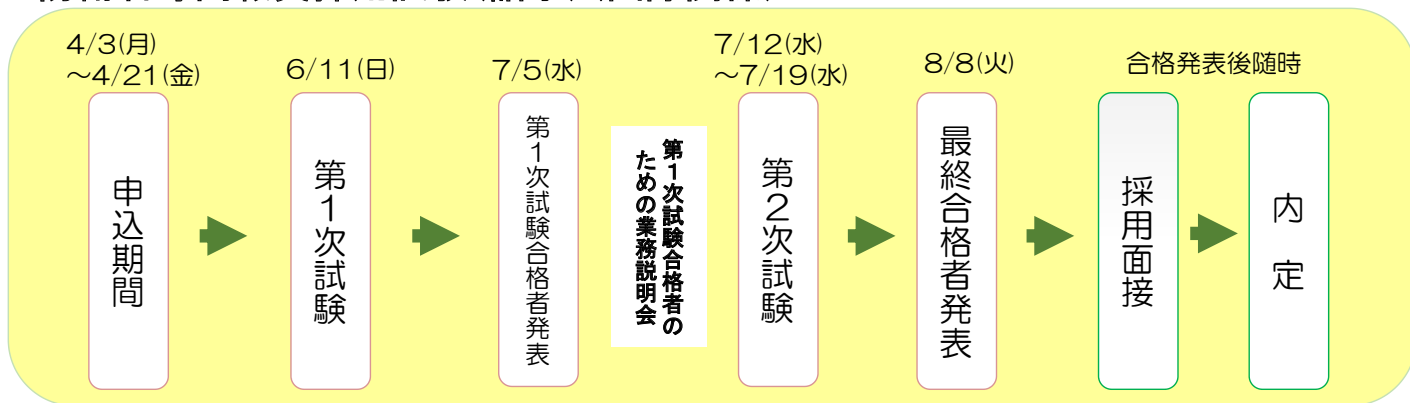 4/3(月)
～4/21(金)
申込期間
6/11(日)
第1次試験
7/5(水)
第1次試験合格者発表
第1次試験合格者の
ための業務説明会
7/12(水)
～7/19(水)
第2次試験
8/8(火)
最終合格者発表
合格発表後随時
採用面接
内定